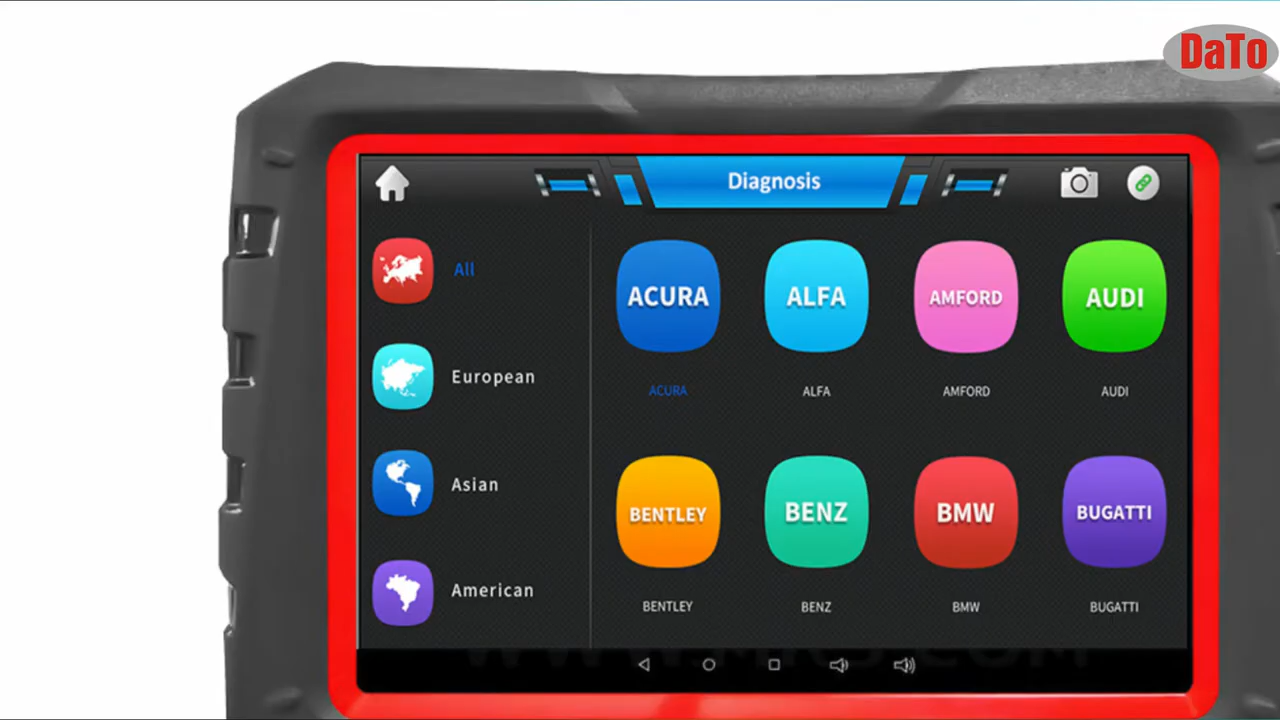 DaTo
Diagnosis
All
European
Asian
American
ACURA
ALFA
AMFORD
AUDI
ACURA
ALFA
AMFORD
AUDI
BENTLEY
BENZ
BMW
BUGATTI
BENTLEY
BENZ
BMW
BUGATTI